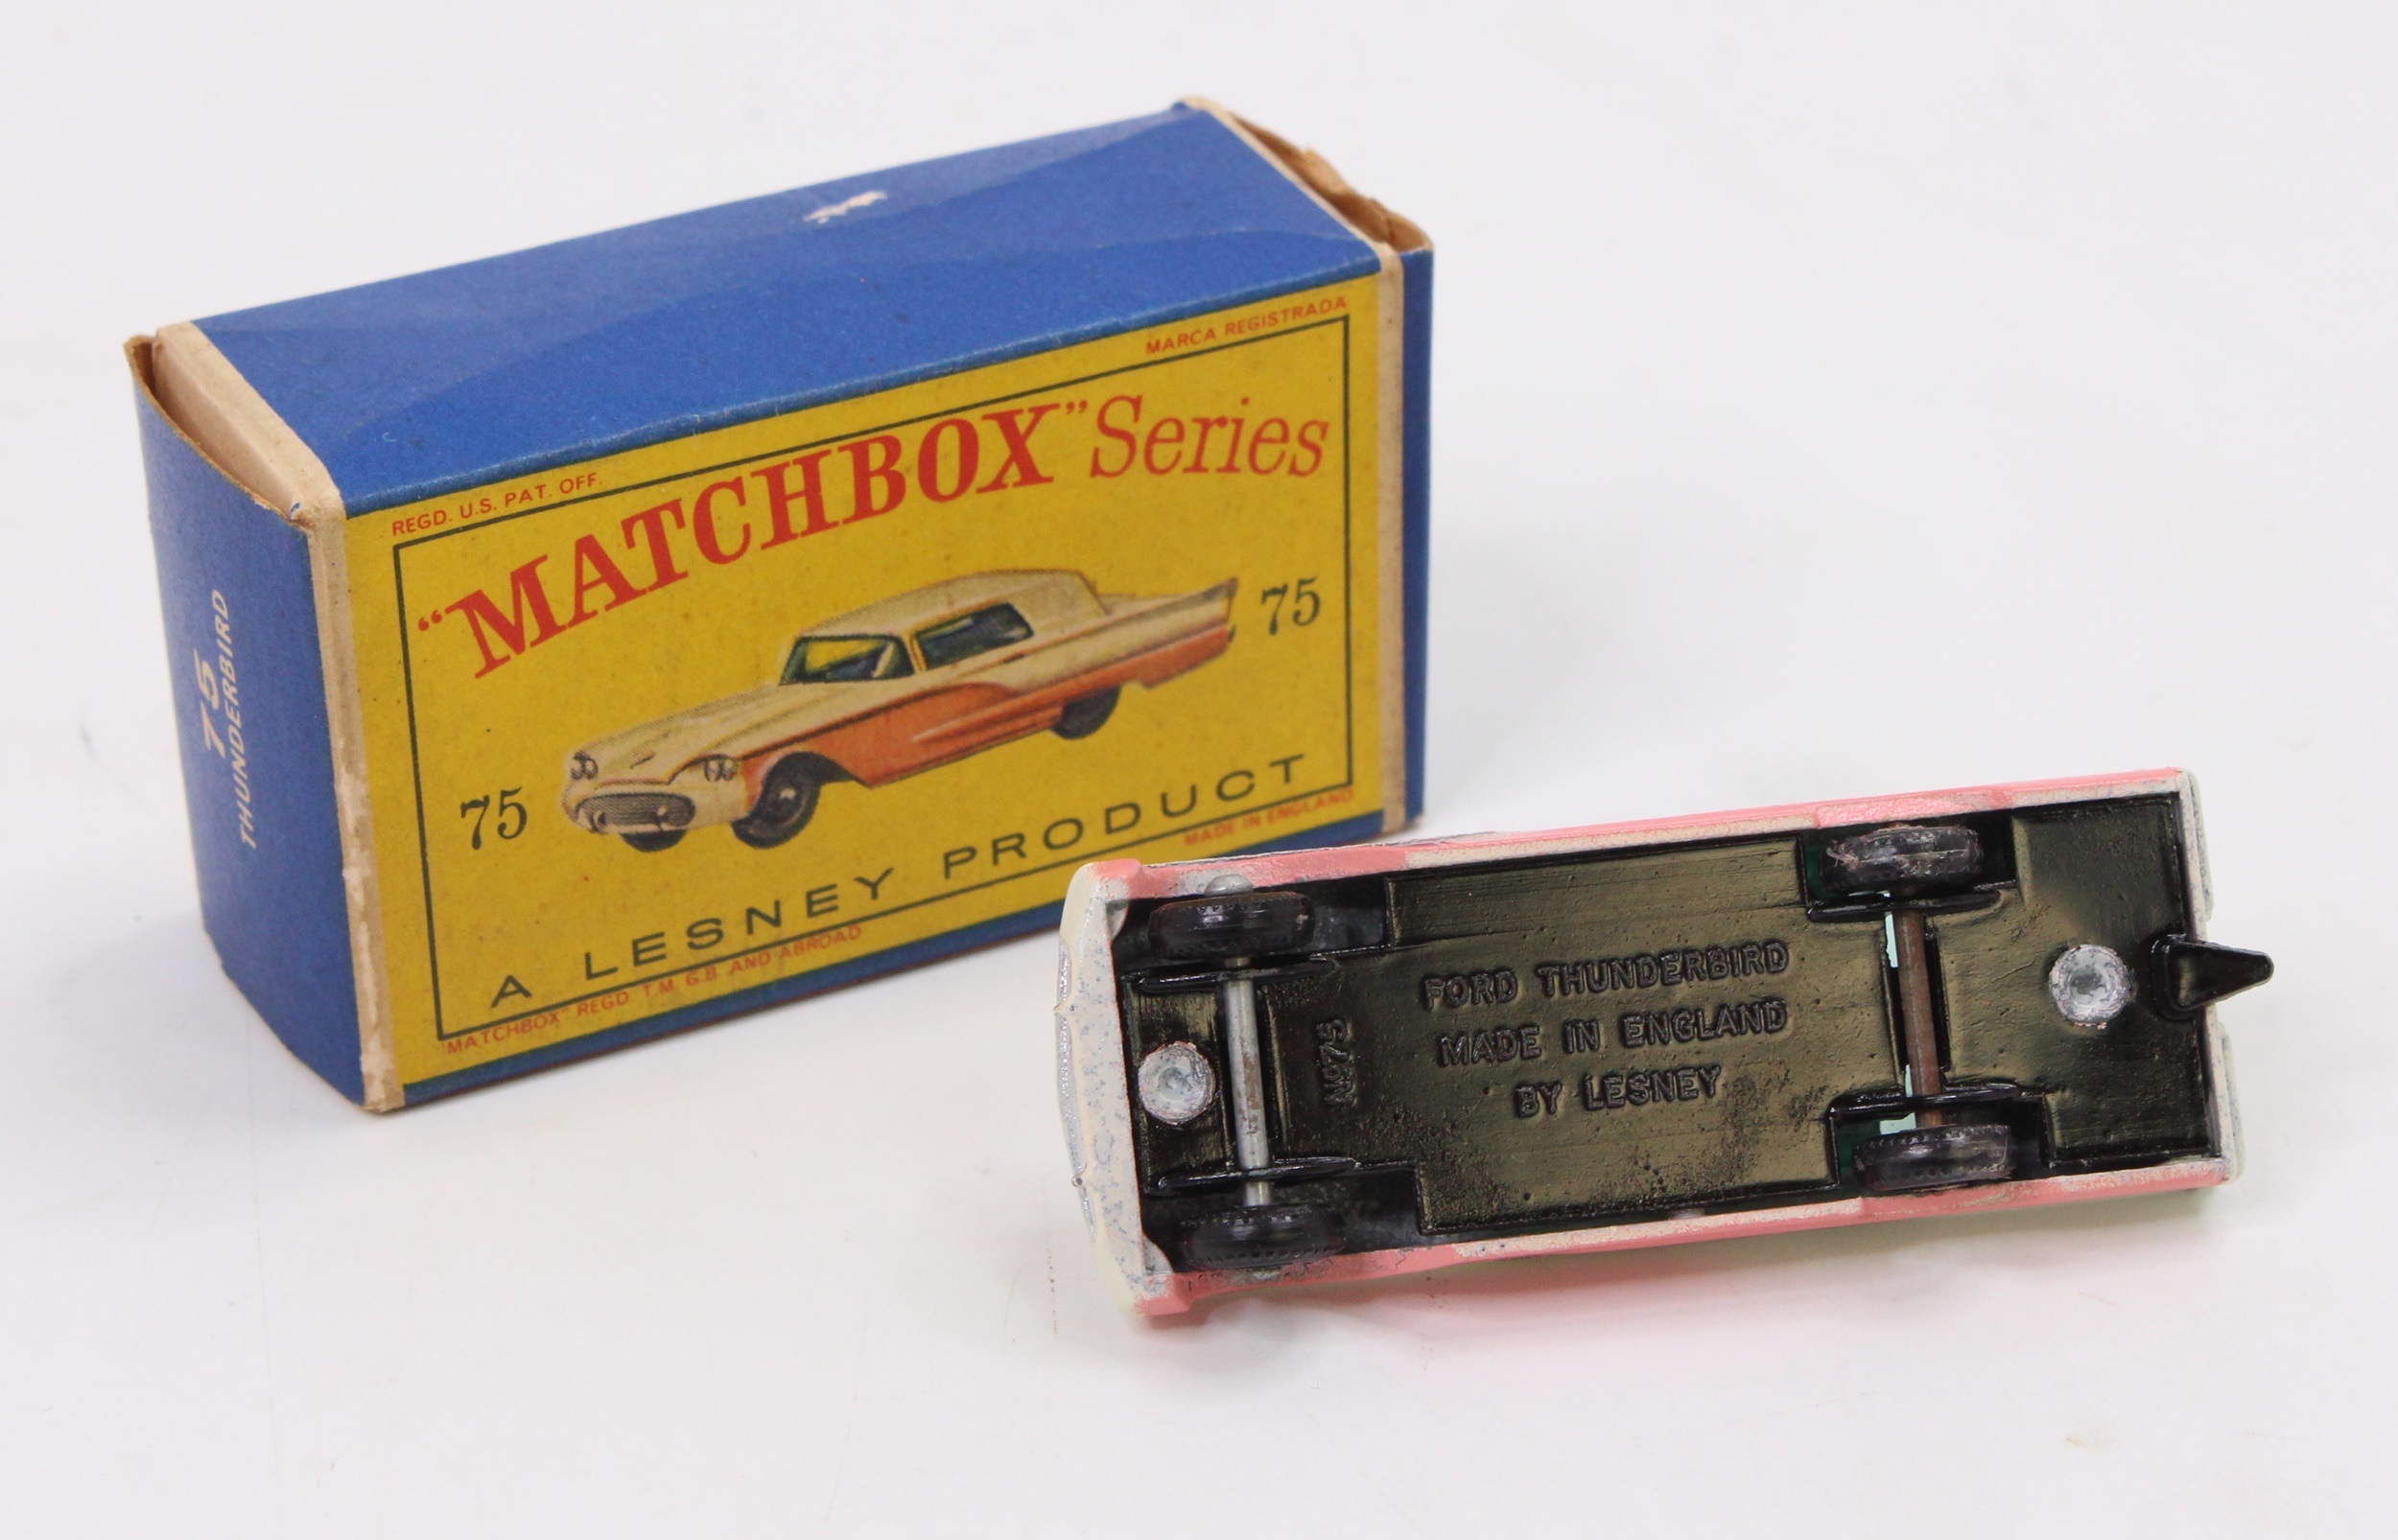 REGD. U.S. PAT. OFF.
MARCA REGISTRADA
"MATCHBOX" Series
75
75
A LESNEY PRODUCT
MADE IN ENGLAND
"MATCHBOX" REGD. T.M. G.B. AND ABROAD
75
THUNDERBIRD
FORD THUNDERBIRD
MADE IN ENGLAND
BY LESNEY
Nº75